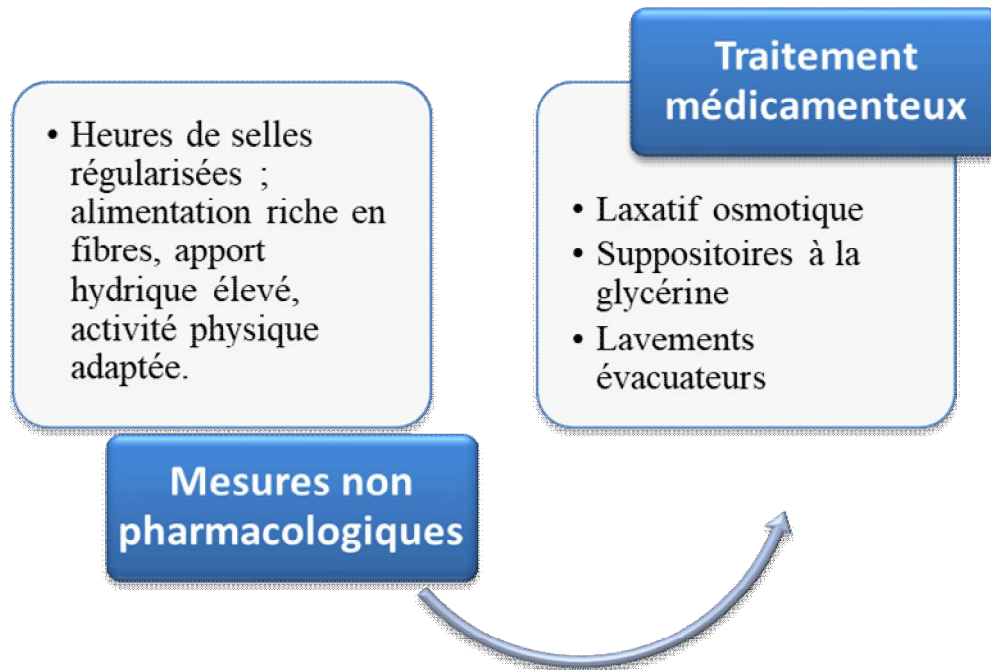 • Heures de selles
régularisées ;
alimentation riche en
fibres, apport
hydrique élevé,
activité physique
adaptée.
Mesures non
pharmacologiques
Traitement
médicamenteux
• Laxatif osmotique
• Suppositoires à la
glycérine
• Lavements
évacuateurs